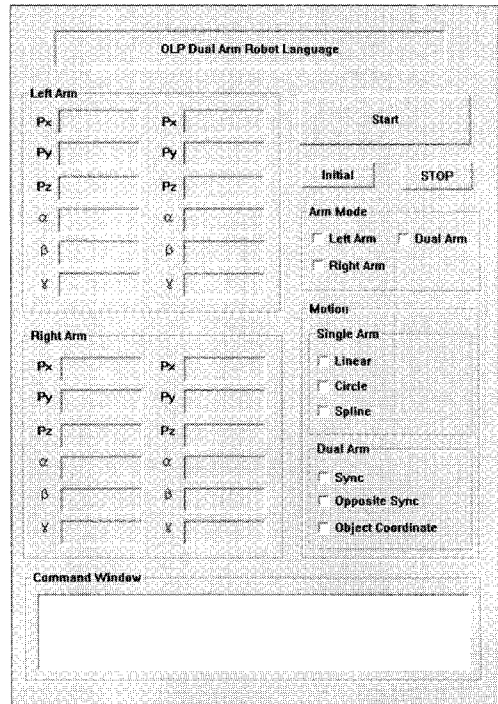 OLP Dual Arm Robot Language
Left Arm
Px Px
Py Py
Pz Pz
α α
β β
γ γ
Start
Initial STOP
Arm Mode
Left Arm Dual Arm
Right Arm
Right Arm
Px Px
Py Py
Pz Pz
α α
β β
γ γ
Motion
Single Arm
Linear
Circle
Spline
Dual Arm
Sync
Opposite Sync
Object Coordinate
Command Window